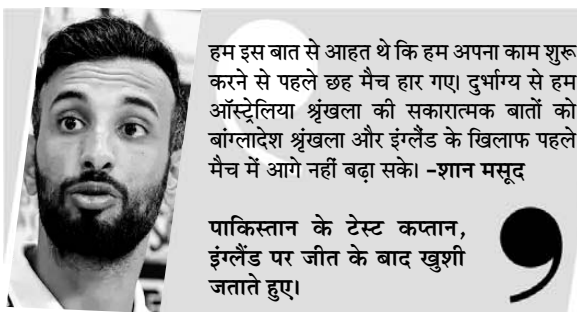 हम इस बात से आहत थे कि हम अपना काम शुरू
करने से पहले छह मैच हार गए। दुर्भाग्य से हम
ऑस्ट्रेलिया श्रृंखला की सकारात्मक बातों को
बांग्लादेश श्रृंखला और इंग्लैंड के खिलाफ पहले
मैच में आगे नहीं बढ़ा सके। -शान मसूद
पाकिस्तान के टेस्ट कप्तान,
इंग्लैंड पर जीत के बाद खुशी
जताते हुए।